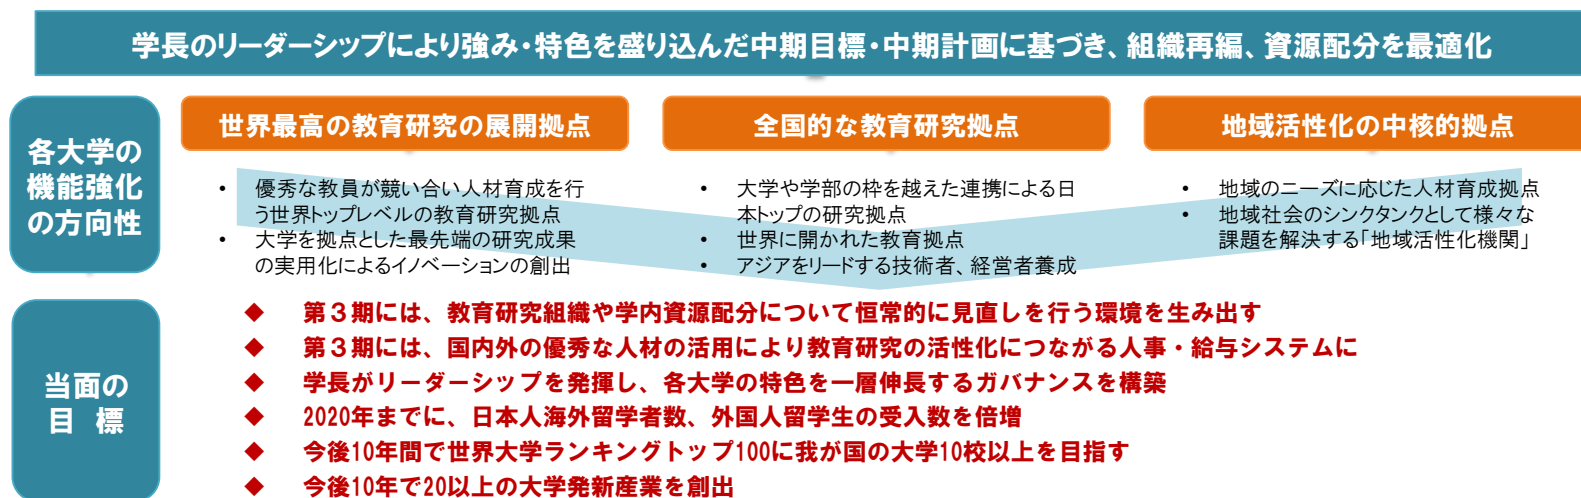 学長のリーダーシップにより強み・特色を盛り込んだ中期目標・中期計画に基づき、組織再編、資源配分を最適化
各大学の
機能強化
の方向性
世界最高の教育研究の展開拠点
• 優秀な教員が競い合い人材育成を行
う世界トップレベルの教育研究拠点
• 大学を拠点とした最先端の研究成果
の実用化によるイノベーションの創出
全国的な教育研究拠点
• 大学や学部の枠を越えた連携による日
本トップの研究拠点
• 世界に開かれた教育拠点
• アジアをリードする技術者、経営者養成
地域活性化の中核的拠点
• 地域のニーズに応じた人材育成拠点
• 地域社会のシンクタンクとして様々な
課題を解決する「地域活性化機関」
当面の
目 標
◆ 第3期には、教育研究組織や学内資源配分について恒常的に見直しを行う環境を生み出す
◆ 第3期には、国内外の優秀な人材の活用により教育研究の活性化につながる人事・給与システムに
◆ 学長がリーダーシップを発揮し、各大学の特色を一層伸長するガバナンスを構築
◆ 2020年までに、日本人海外留学者数、外国人留学生の受入数を倍増
◆ 今後10年間で世界大学ランキングトップ100に我が国の大学10校以上を目指す
◆ 今後10年で20以上の大学発新産業を創出